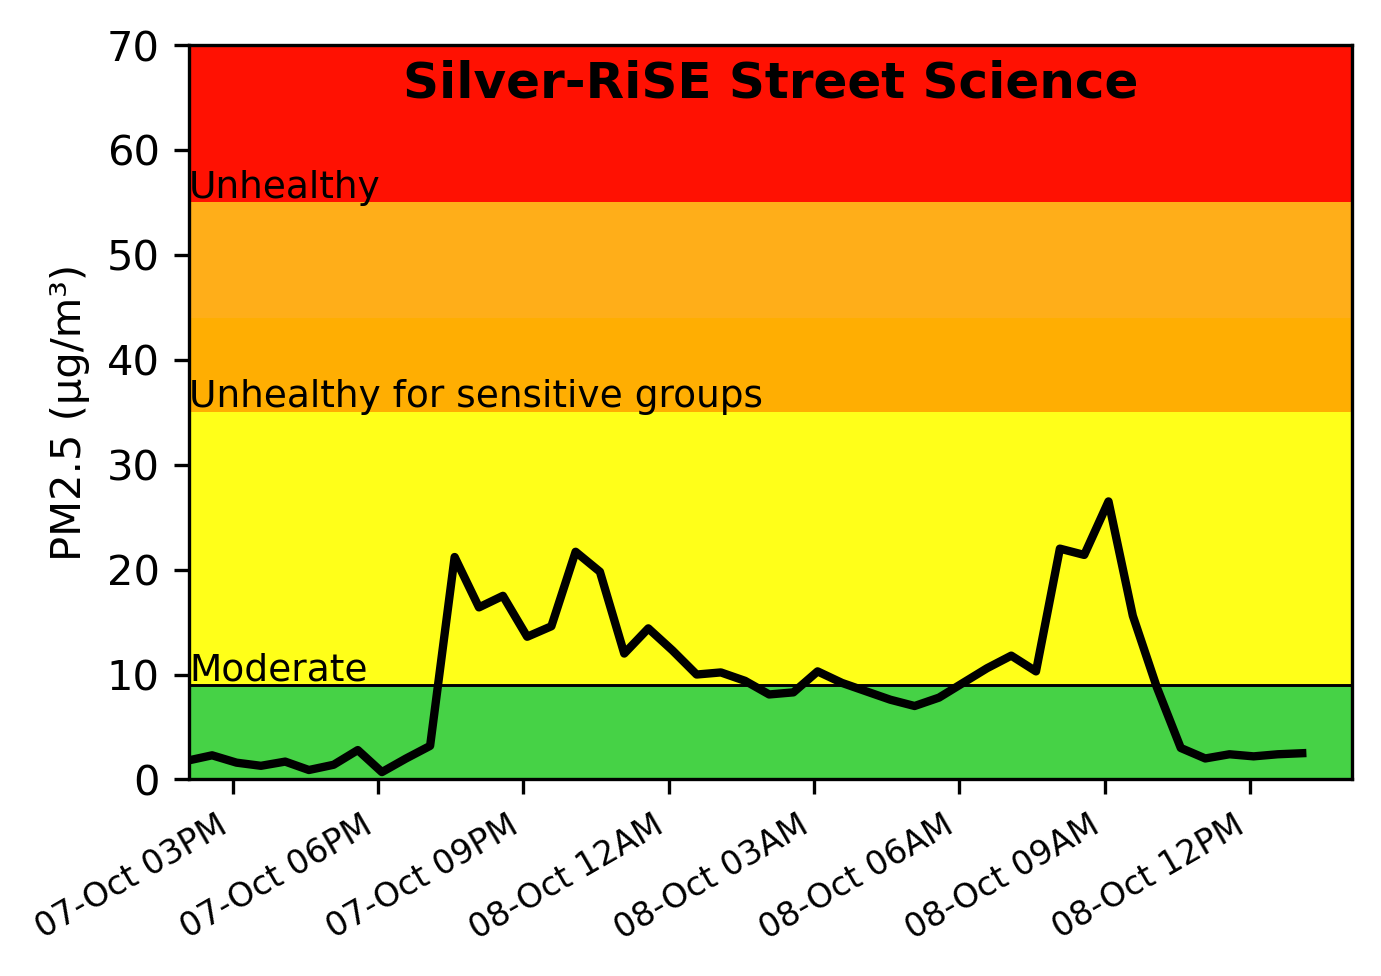 Silver-RiSE Street Science
70
60
Unhealthy
50
40
Unhealthy for sensitive groups
30
20
Moderate
10
0
PM2.5 (µg/m³)
07-Oct 03PM
07-Oct 06PM
07-Oct 09PM
08-Oct 12AM
08-Oct 03AM
08-Oct 06AM
08-Oct 09AM
08-Oct 12PM